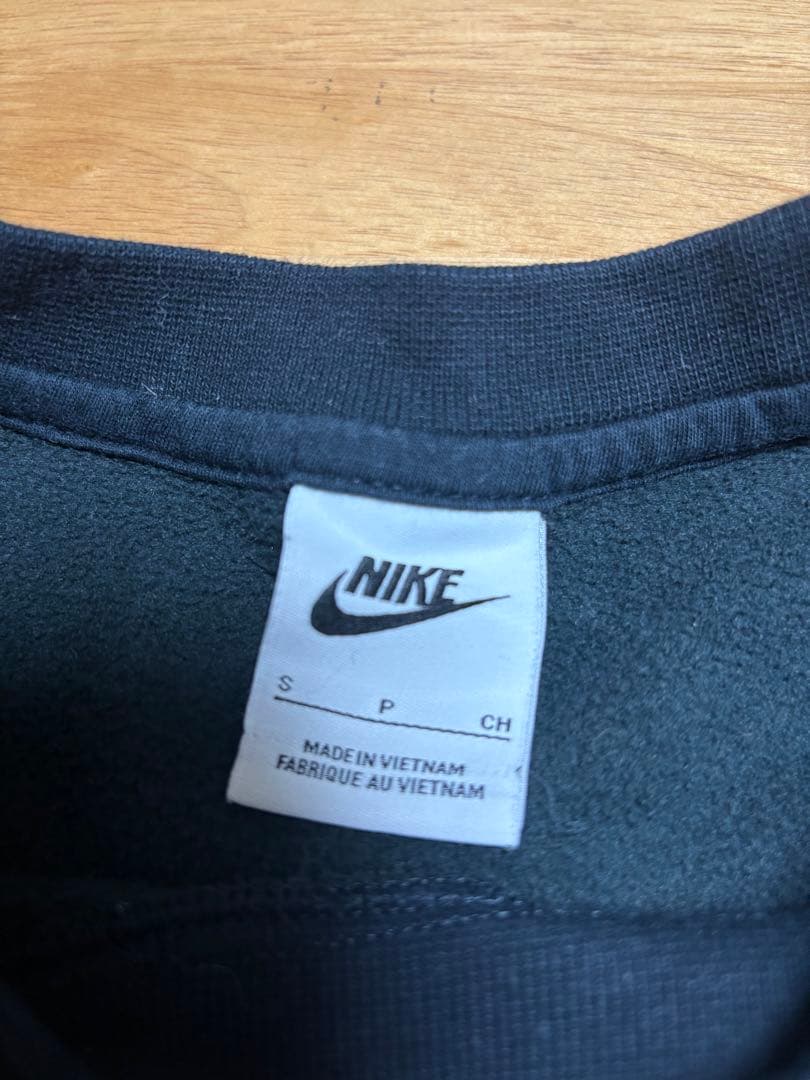 NIKE
S P CH
MADE IN VIETNAM
FABRIQUE AU VIETNAM